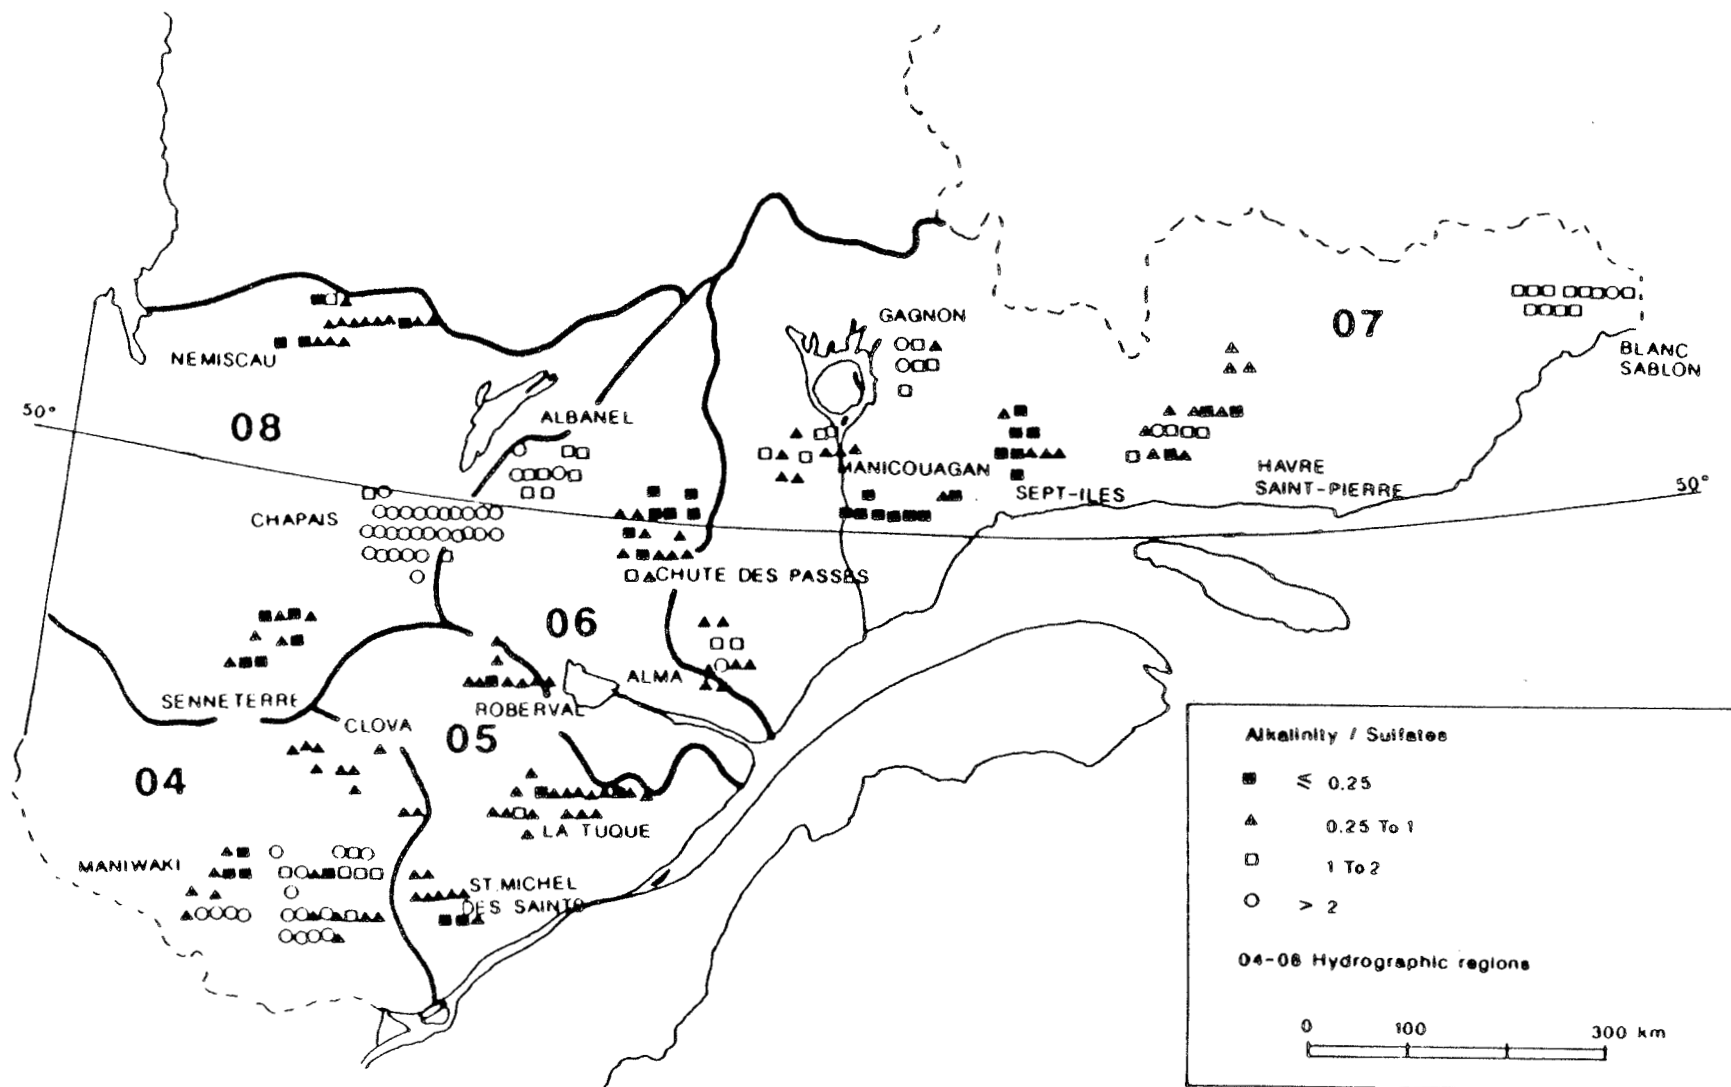 GAGNON
07
BLANC
SABLON
NEMISCAU
50°
08
ALBANEL
MANICOUAGAN
HAVRE
SAINT-PIERRE
SEPT-ILES
50°
CHAPAIS
CHUTE DES PASSES
06
ALMA
SENNETERRE
ROBERVAL
CLOVA
05
04
LA TUQUE
MANIWAKI
ST. MICHEL
DES SAINTS
Alkalinity / Sulfates
≤ 0.25
0.25 To 1
1 To 2
> 2
04-08 Hydrographic regions
0 100 300 km